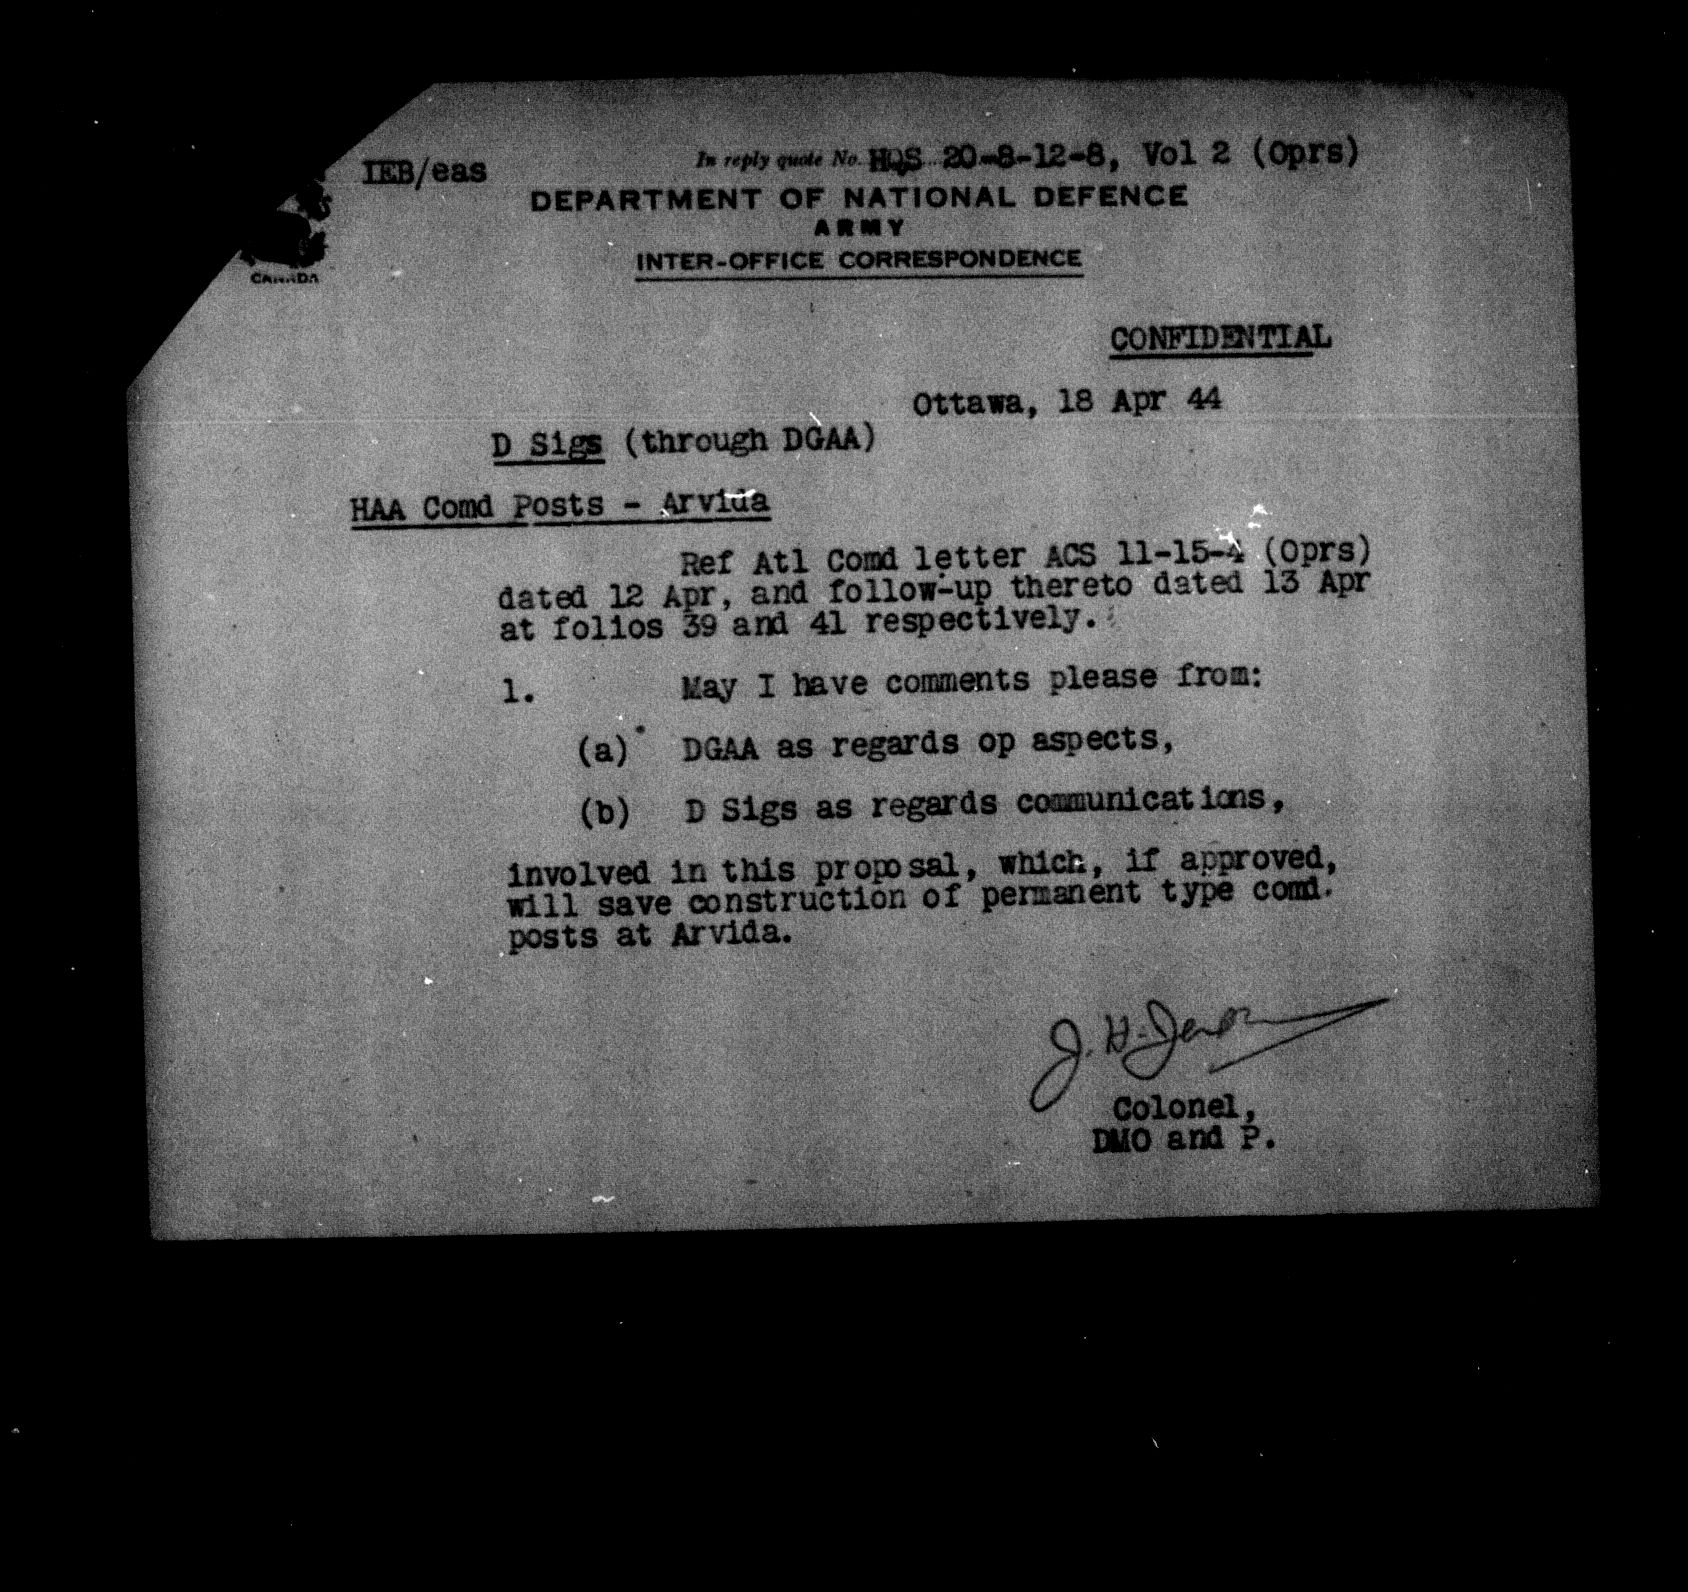 IEB/eas
In reply quote No. HQS 20-8-12-8, Vol 2 (Oprs)
DEPARTMENT OF NATIONAL DEFENCE
ARMY
INTER-OFFICE CORRESPONDENCE
CANADA
CONFIDENTIAL
Ottawa, 18 Apr 44
D Sigs (through DGAA)
HAA Comd Posts - Arvida
Ref Atl Comd letter ACS 11-15-4 (Oprs)
dated 12 Apr, and follow-up thereto dated 13 Apr
at folios 39 and 41 respectively.
1. May I have comments please from:
(a) DGAA as regards op aspects,
(b) D Sigs as regards communications,
involved in this proposal, which, if approved,
will save construction of permanent type comd.
posts at Arvida.
J. H. 
Colonel,
DMO and P.